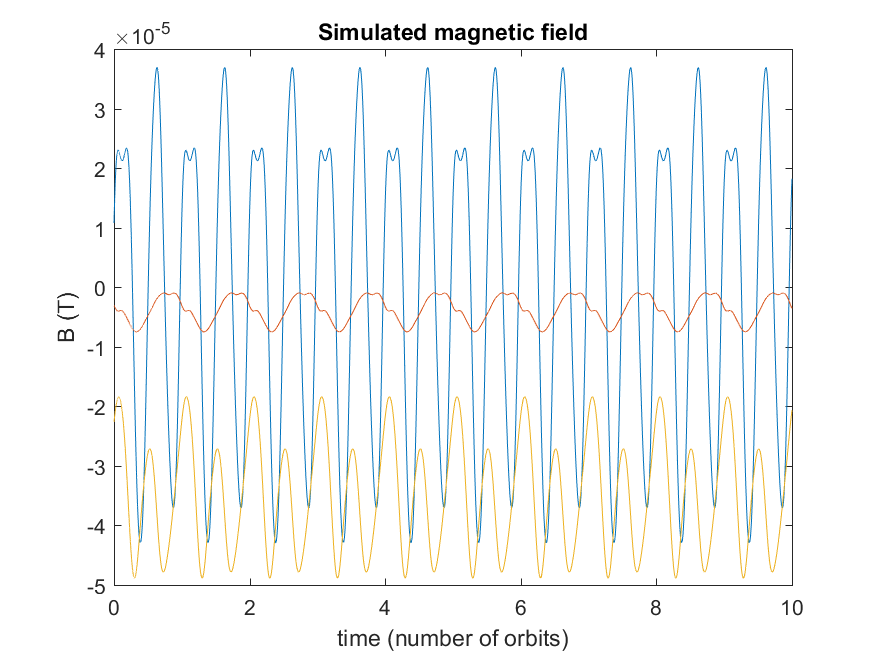 Simulated magnetic field
×10⁻⁵
4
3
2
1
0
-1
-2
-3
-4
-5
B (T)
0 2 4 6 8 10
time (number of orbits)